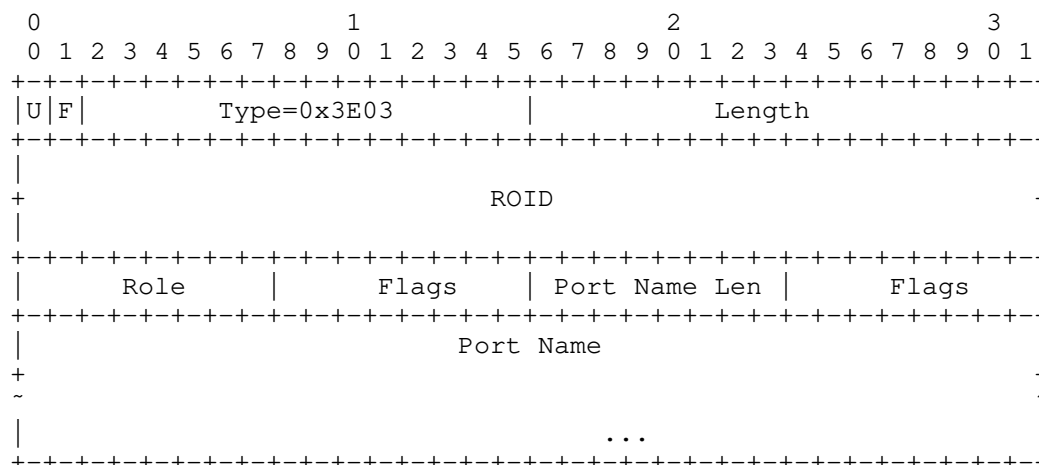 0 1 2 3
0 1 2 3 4 5 6 7 8 9 0 1 2 3 4 5 6 7 8 9 0 1 2 3 4 5 6 7 8 9 0 1
+-+-+-+-+-+-+-+-+-+-+-+-+-+-+-+-+-+-+-+-+-+-+-+-+-+-+-+-+-+-+-+-
|U|F| Type=0x3E03 | Length
+-+-+-+-+-+-+-+-+-+-+-+-+-+-+-+-+-+-+-+-+-+-+-+-+-+-+-+-+-+-+-+-
|
+ ROID -
|
+-+-+-+-+-+-+-+-+-+-+-+-+-+-+-+-+-+-+-+-+-+-+-+-+-+-+-+-+-+-+-+-
| Role | Flags | Port Name Len | Flags
+-+-+-+-+-+-+-+-+-+-+-+-+-+-+-+-+-+-+-+-+-+-+-+-+-+-+-+-+-+-+-+-
| Port Name
+ -
~ ~
| ...
+-+-+-+-+-+-+-+-+-+-+-+-+-+-+-+-+-+-+-+-+-+-+-+-+-+-+-+-+-+-+-+-